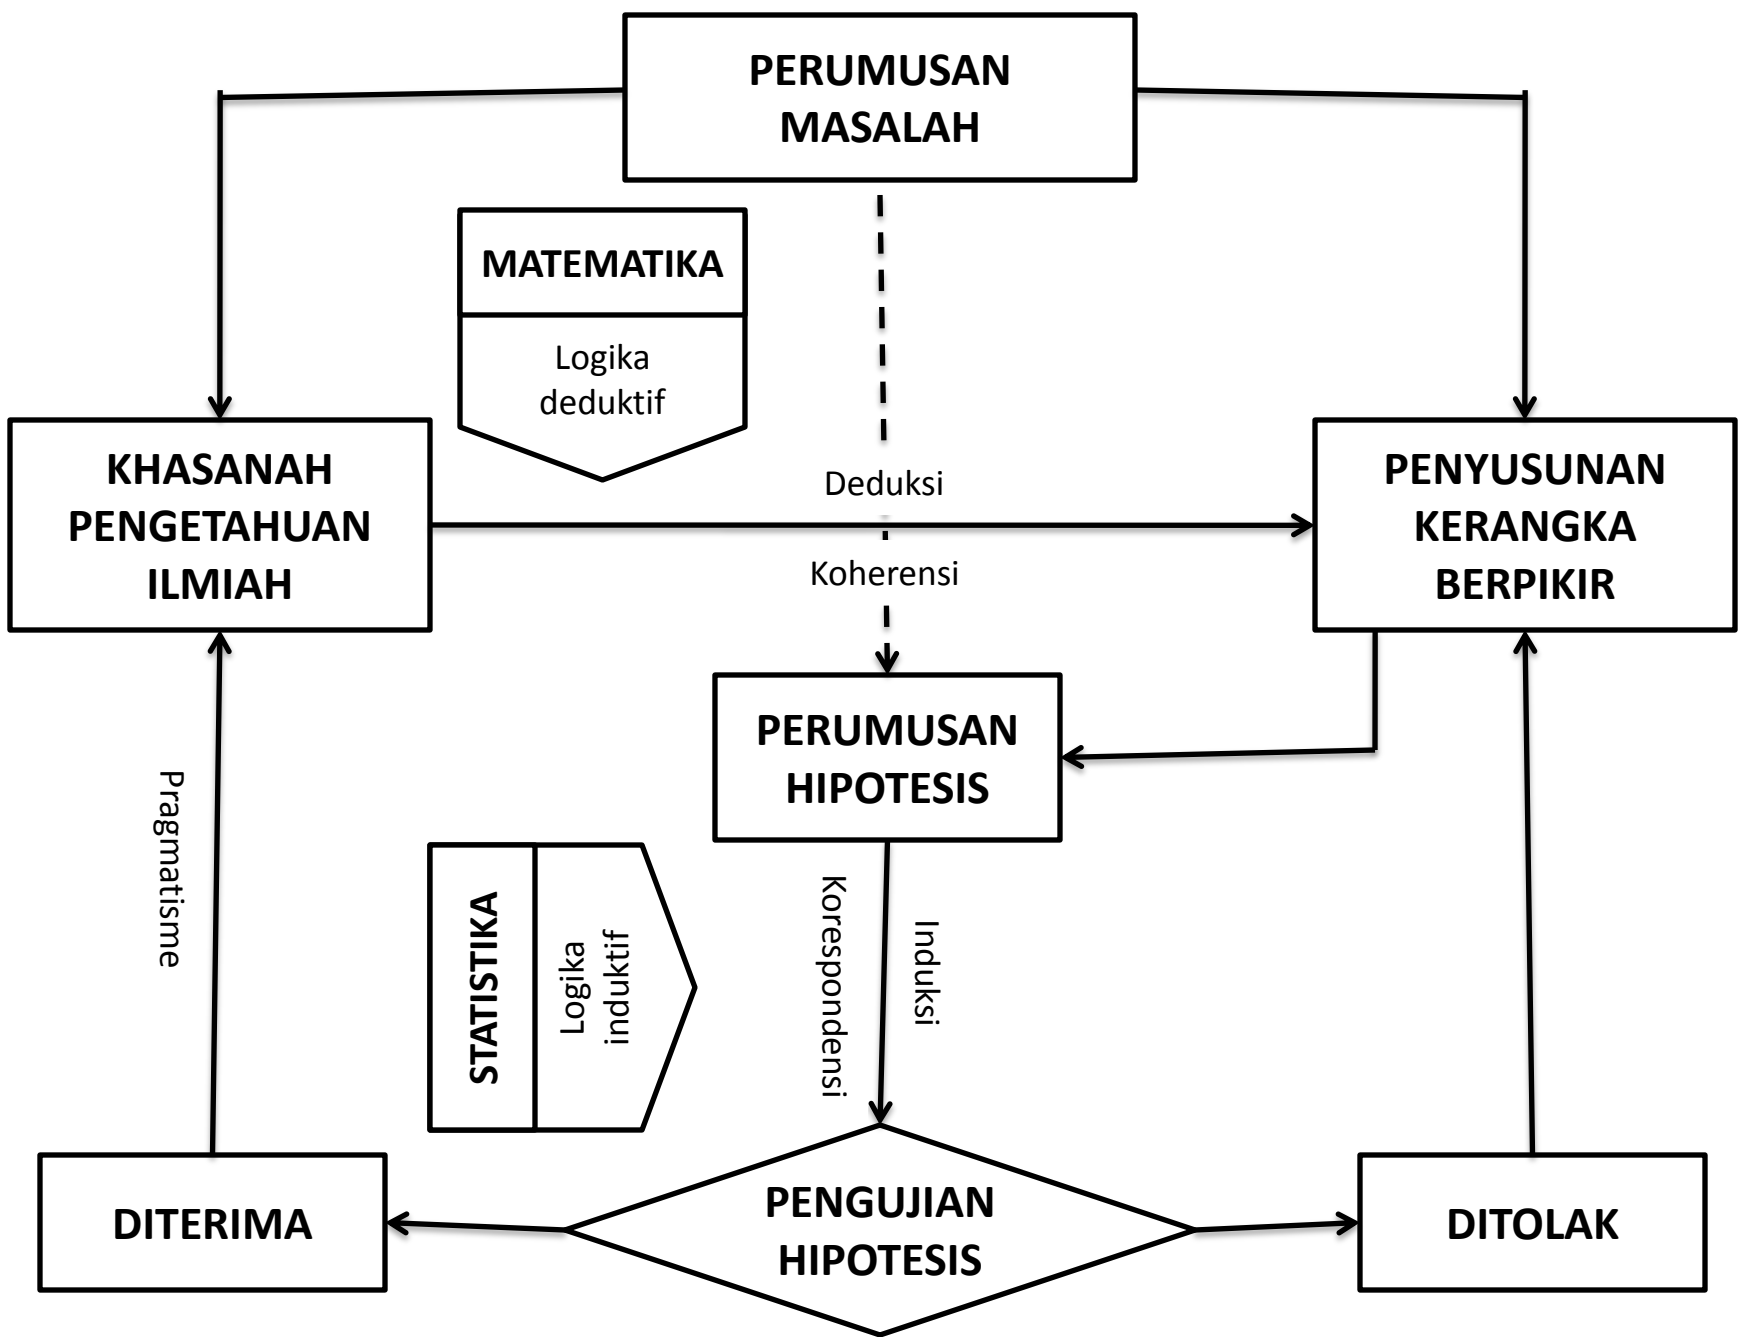 PERUMUSAN
MASALAH
MATEMATIKA
Logika
deduktif
KHASANAH
PENGETAHUAN
ILMIAH
Deduksi
Koherensi
PENYUSUNAN
KERANGKA
BERPIKIR
PERUMUSAN
HIPOTESIS
Pragmatisme
STATISTIKA
Logika
induktif
Korespondensi
Induksi
DITERIMA
PENGUJIAN
HIPOTESIS
DITOLAK